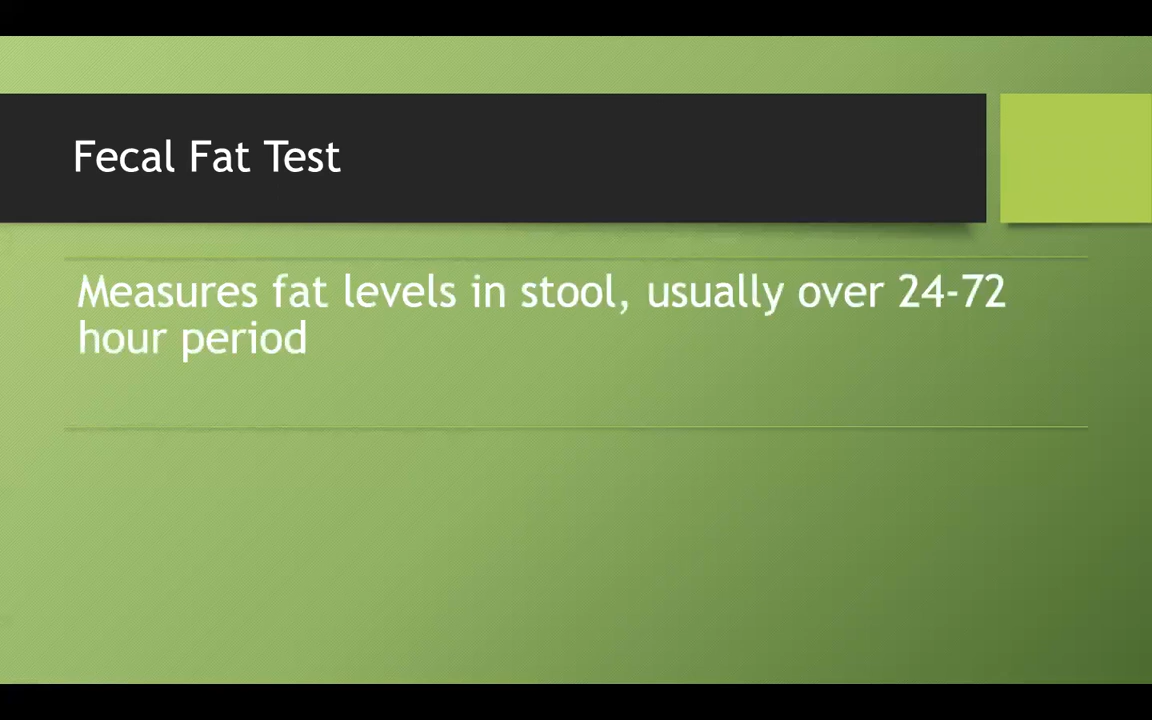 Fecal Fat Test
Measures fat levels in stool, usually over 24-72
hour period